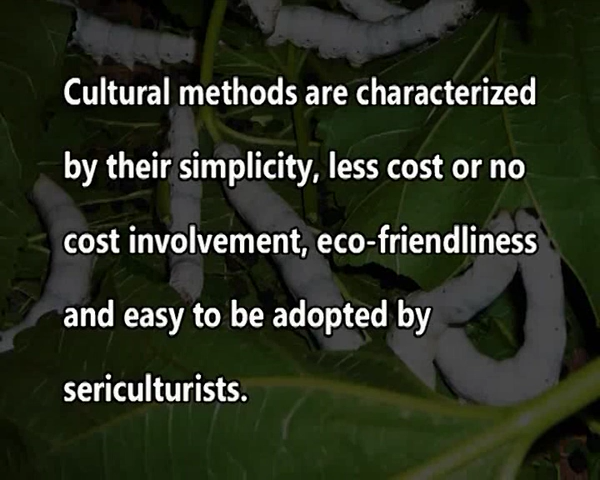 Cultural methods are characterized
by their simplicity, less cost or no
cost involvement, eco-friendliness
and easy to be adopted by
sericulturists.